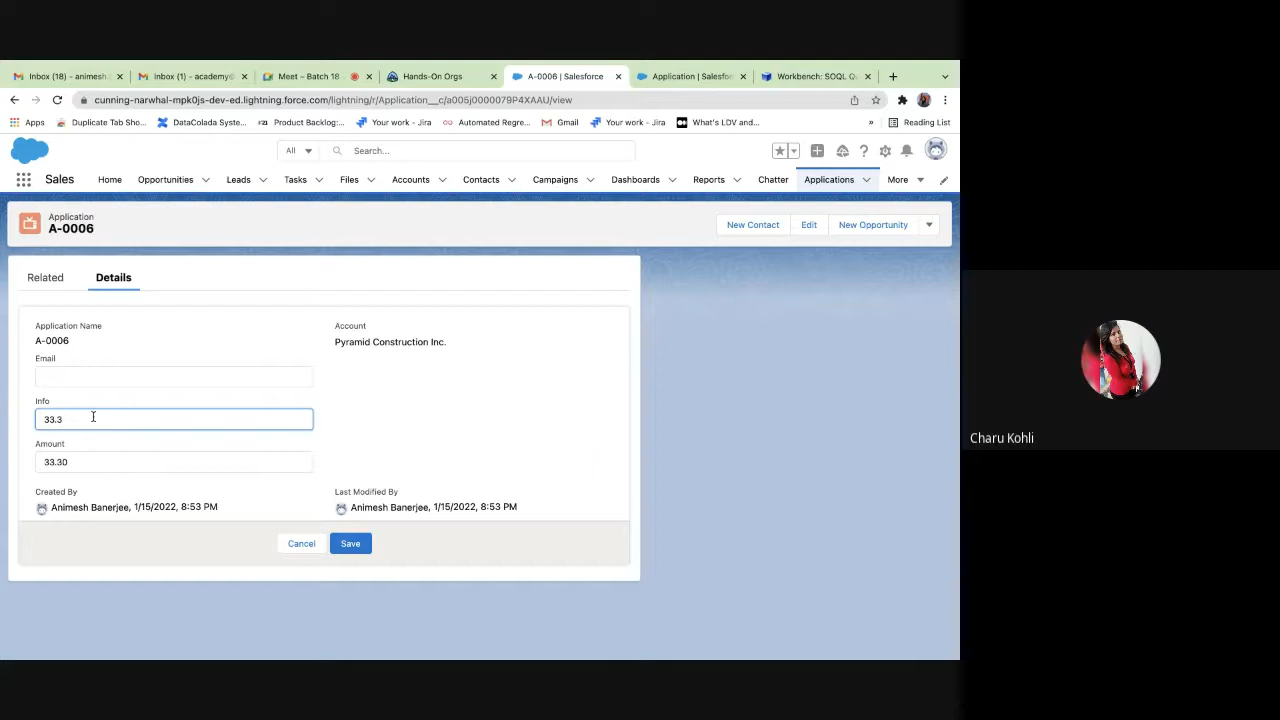 Inbox (18) - animesh.
Inbox (1) - academy@
Meet – Batch 18
Hands-On Orgs
A-0006 | Salesforce
Application | Salesfo
Workbench: SOQL Q
cunning-narwhal-mpk0js-dev-ed.lightning.force.com/lightning/r/Application__c/a005j0000079P4XAAU/view
Apps
Duplicate Tab Sho...
DataColada Syste...
Product Backlog:...
Your work - Jira
Automated Regre...
Gmail
Your work - Jira
What's LDV and...
»
Reading List
All
Search...
Sales
Home
Opportunities
Leads
Tasks
Files
Accounts
Contacts
Campaigns
Dashboards
Reports
Chatter
Applications
More
Application
A-0006
New Contact
Edit
New Opportunity
Related
Details
Application Name
A-0006
Account
Pyramid Construction Inc.
Email
Info
33.3
Amount
33.30
Created By
Animesh Banerjee, 1/15/2022, 8:53 PM
Last Modified By
Animesh Banerjee, 1/15/2022, 8:53 PM
Cancel
Save
Charu Kohli